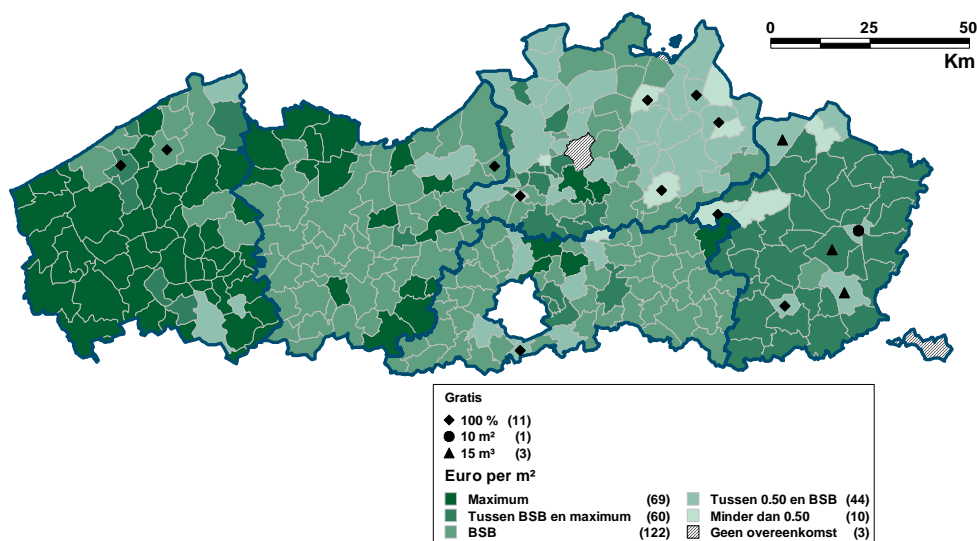 0 25 50
Km
Gratis
100 % (11)
10 m² (1)
15 m³ (3)
Euro per m²
Maximum (69)
Tussen BSB en maximum (60)
BSB (122)
Tussen 0.50 en BSB (44)
Minder dan 0.50 (10)
Geen overeenkomst (3)